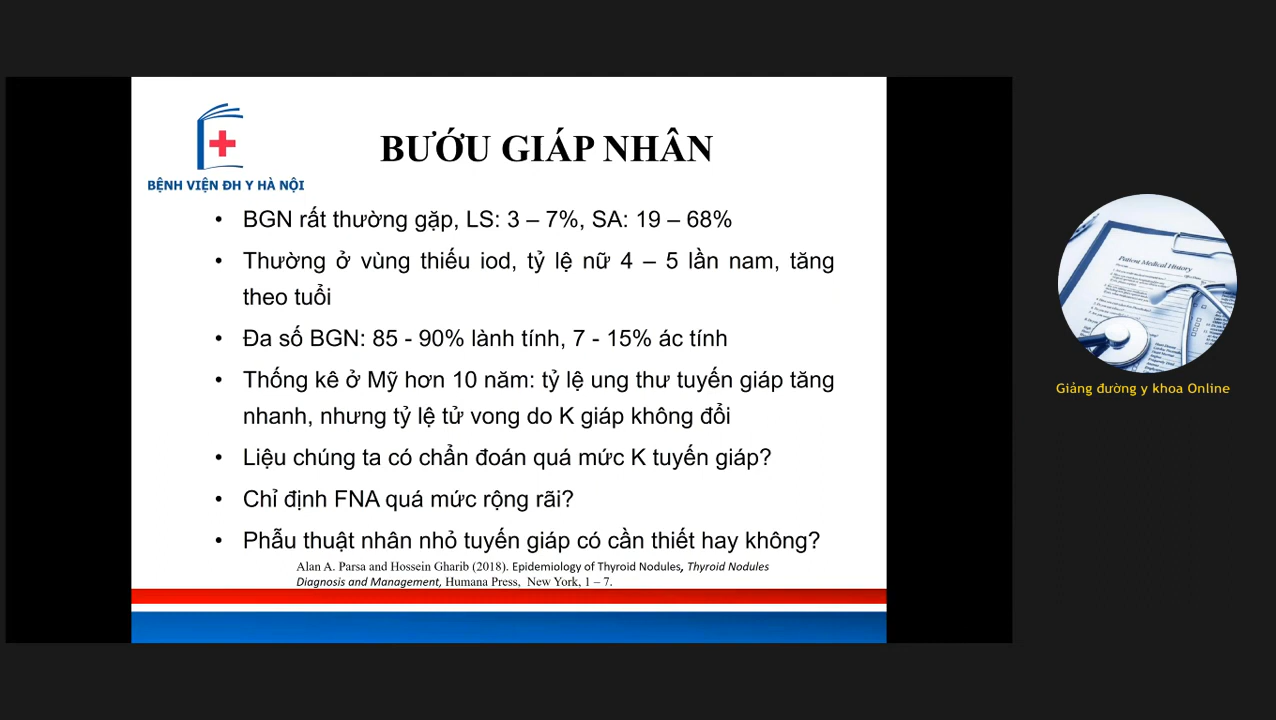 BỆNH VIỆN ĐH Y HÀ NỘI
BƯỚU GIÁP NHÂN
• BGN rất thường gặp, LS: 3 – 7%, SA: 19 – 68%
• Thường ở vùng thiếu iod, tỷ lệ nữ 4 – 5 lần nam, tăng
theo tuổi
• Đa số BGN: 85 - 90% lành tính, 7 - 15% ác tính
• Thống kê ở Mỹ hơn 10 năm: tỷ lệ ung thư tuyến giáp tăng
nhanh, nhưng tỷ lệ tử vong do K giáp không đổi
• Liệu chúng ta có chẩn đoán quá mức K tuyến giáp?
• Chỉ định FNA quá mức rộng rãi?
• Phẫu thuật nhân nhỏ tuyến giáp có cần thiết hay không?
Alan A. Parsa and Hossein Gharib (2018). Epidemiology of Thyroid Nodules, Thyroid Nodules
Diagnosis and Management, Humana Press, New York, 1 – 7.
Patient Medical History
Giảng đường y khoa Online